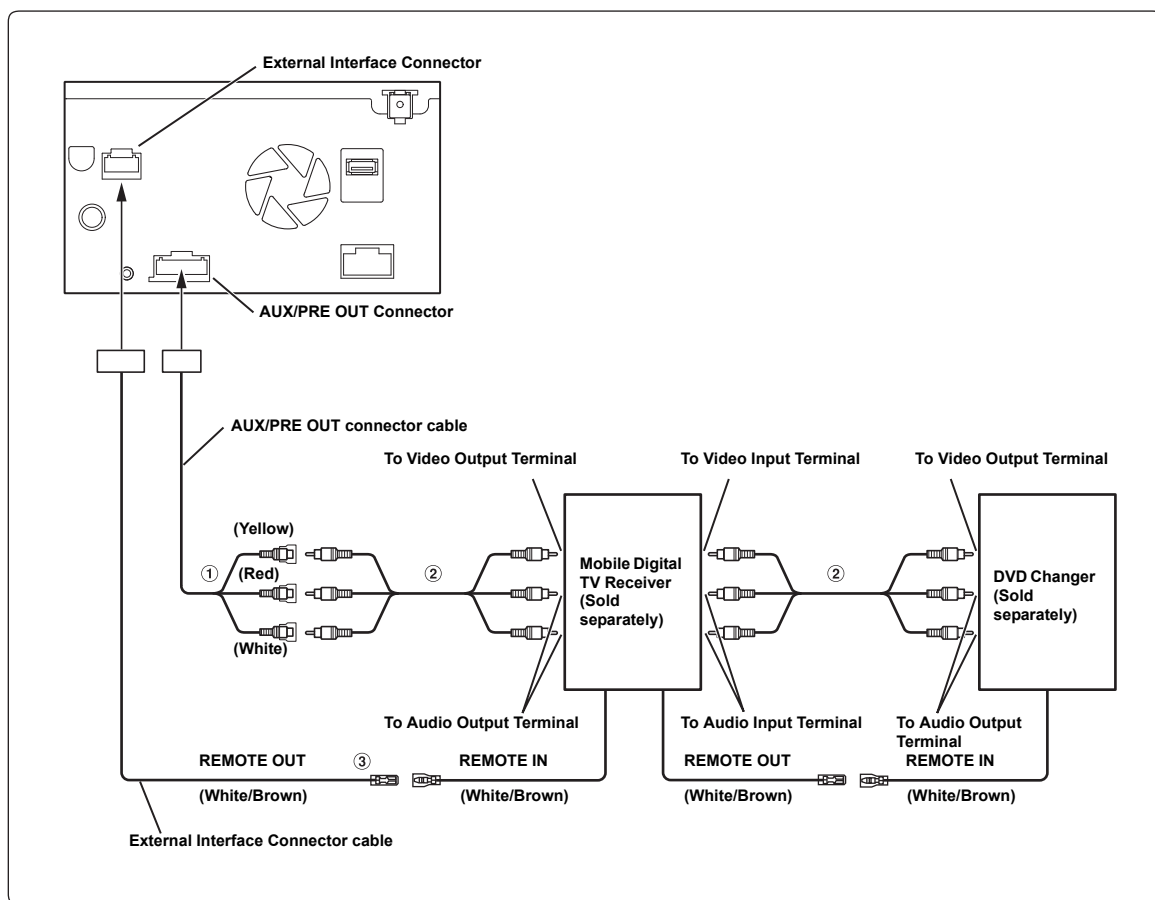 External Interface Connector
AUX/PRE OUT Connector
AUX/PRE OUT connector cable
To Video Output Terminal
To Video Input Terminal
To Video Output Terminal
(Yellow)
①
(Red)
②
Mobile Digital
TV Receiver
(Sold
separately)
②
DVD Changer
(Sold
separately)
(White)
To Audio Output Terminal
To Audio Input Terminal
To Audio Output
Terminal
REMOTE OUT
③
REMOTE IN
REMOTE OUT
REMOTE IN
(White/Brown)
(White/Brown)
(White/Brown)
(White/Brown)
External Interface Connector cable